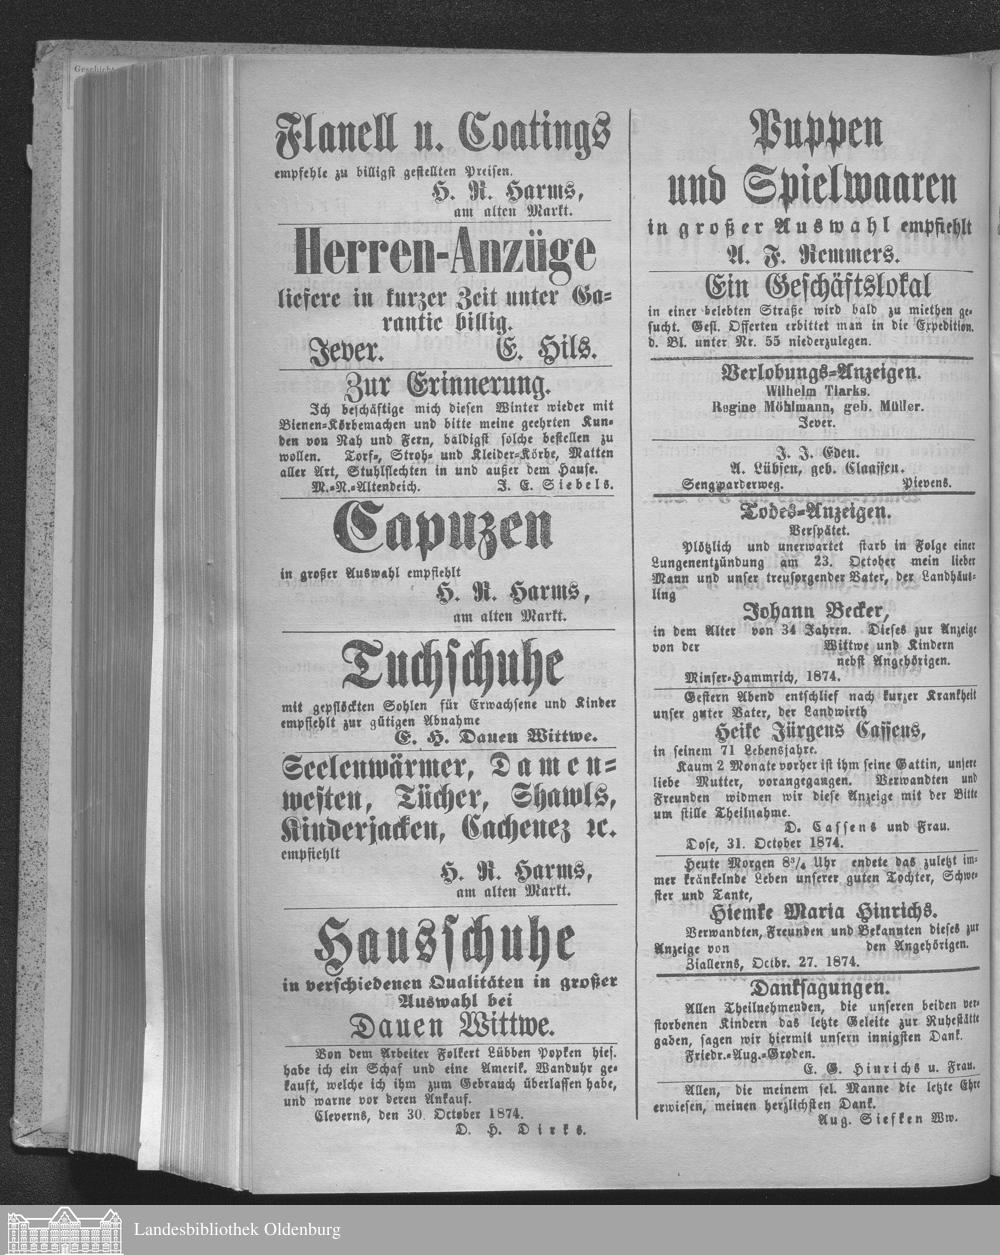 Flanell u. Coatings
empfehle zu billigst gestellten Preisen.
H. R. Harms,
am alten Markt.
Herren-Anzüge
liefere in kurzer Zeit unter Ga-
rantie billig.
Jever. E. Hils.
Zur Erinnerung.
Ich beschäftige mich diesen Winter wieder mit
Bienen-Körbemachen und bitte meine geehrten Kun-
den von Nah und Fern, baldigst solche bestellen zu
wollen. Torf-, Stroh- und Kleider-Körbe, Matten
aller Art, Stuhlflechten in und außer dem Hause.
M.-N.-Altendeich. J. E. Siebels.
Capuzen
in großer Auswahl empfiehlt
H. R. Harms,
am alten Markt.
Tuchschuhe
mit gepflöckten Sohlen für Erwachsene und Kinder
empfiehlt zur gütigen Abnahme
E. H. Dauen Wittwe.
Seelenwärmer, Damen-
westen, Tücher, Shawls,
Kinderjacken, Cachenez ꝛc.
empfiehlt
H. R. Harms,
am alten Markt.
Hausschuhe
in verschiedenen Qualitäten in großer
Auswahl bei
Dauen Wittwe.
Von dem Arbeiter Folkert Lübben Popken hies.
habe ich ein Schaf und eine Amerik. Wanduhr ge-
kauft, welche ich ihm zum Gebrauch überlassen habe,
und warne vor deren Ankauf.
Cleverns, den 30. October 1874.
D. H. Dirks.
Puppen
und Spielwaaren
in großer Auswahl empfiehlt
A. F. Remmers.
Ein Geschäftslokal
in einer belebten Straße wird bald zu miethen ge-
sucht. Gefl. Offerten erbittet man in die Expedition.
d. Bl. unter Nr. 55 niederzulegen.
Verlobungs-Anzeigen.
Wilhelm Tiarks.
Regine Möhlmann, geb. Müller.
Jever.
J. J. Eden.
A. Lübsen, geb. Claassen.
Sengwarderweg. Pievens.
Todes-Anzeigen.
Verspätet.
Plötzlich und unerwartet starb in Folge einer
Lungenentzündung am 23. October mein lieber
Mann und unser treusorgender Vater, der Landhäus-
ling
Johann Becker,
in dem Alter von 34 Jahren. Dieses zur Anzeige
von der Wittwe und Kindern
nebst Angehörigen.
Minser-Hammrich, 1874.
Gestern Abend entschlief nach kurzer Krankheit
unser guter Vater, der Landwirth
Heike Jürgens Cassens,
in seinem 71 Lebensjahre.
Kaum 2 Monate vorher ist ihm seine Gattin, unsere
liebe Mutter, vorangegangen. Verwandten und
Freunden widmen wir diese Anzeige mit der Bitte
um stille Theilnahme.
D. Cassens und Frau.
Dose, 31. October 1874.
Heute Morgen 8¾ Uhr endete das zuletzt im-
mer kränkelnde Leben unserer guten Tochter, Schwe-
ster und Tante,
Hiemke Maria Hinrichs.
Verwandten, Freunden und Bekannten dieses zur
Anzeige von den Angehörigen.
Ziallerns, Octbr. 27. 1874.
Danksagungen.
Allen Theilnehmenden, die unseren beiden ver-
storbenen Kindern das letzte Geleite zur Ruhestätte
gaben, sagen wir hiermit unsern innigsten Dank.
Friedr.-Aug.-Groden.
E. G. Hinrichs u. Frau.
Allen, die meinem sel. Manne die letzte Ehre
erwiesen, meinen herzlichsten Dank.
Aug. Siefken Ww.
Landesbibliothek Oldenburg